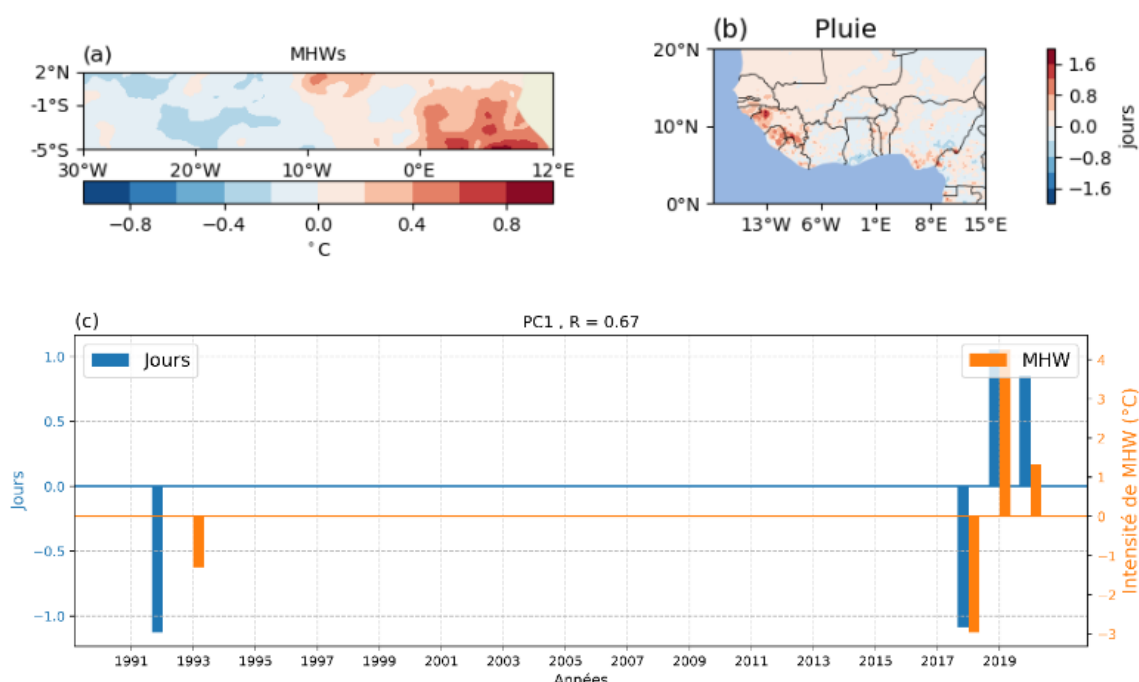 (a) MHWs
2°N
-1°S
-5°S
30°W 20°W 10°W 0°E 12°E
−0.8 −0.4 0.0 0.4 0.8
°C
(b) Pluie
20°N
10°N
0°N
13°W 6°W 1°E 8°E 15°E
1.6
0.8
0.0
−0.8
−1.6
jours
(c) PC1 , R = 0.67
Jours
MHW
1.0
0.5
0.0
−0.5
−1.0
Jours
4
3
2
1
0
−1
−2
−3
Intensité de MHW (°C)
1991 1993 1995 1997 1999 2001 2003 2005 2007 2009 2011 2013 2015 2017 2019
Années